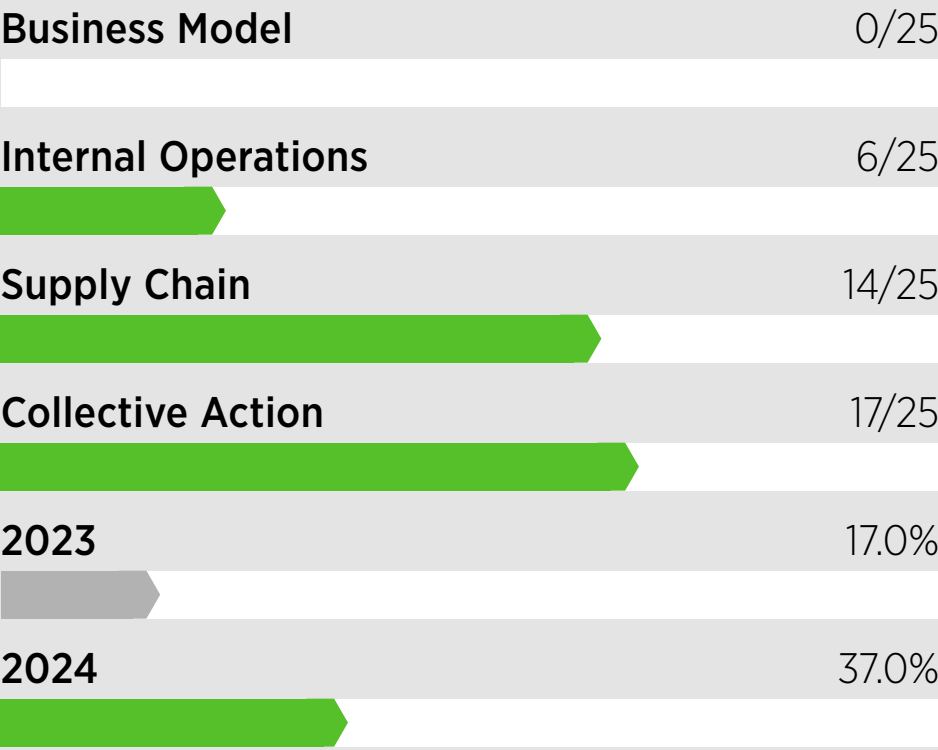 Business Model 0/25
Internal Operations 6/25
Supply Chain 14/25
Collective Action 17/25
2023 17.0%
2024 37.0%